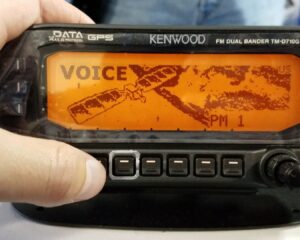 DATA GPS KENWOOD FM DUAL BANDER TM-D710G
VOICE
PM 1